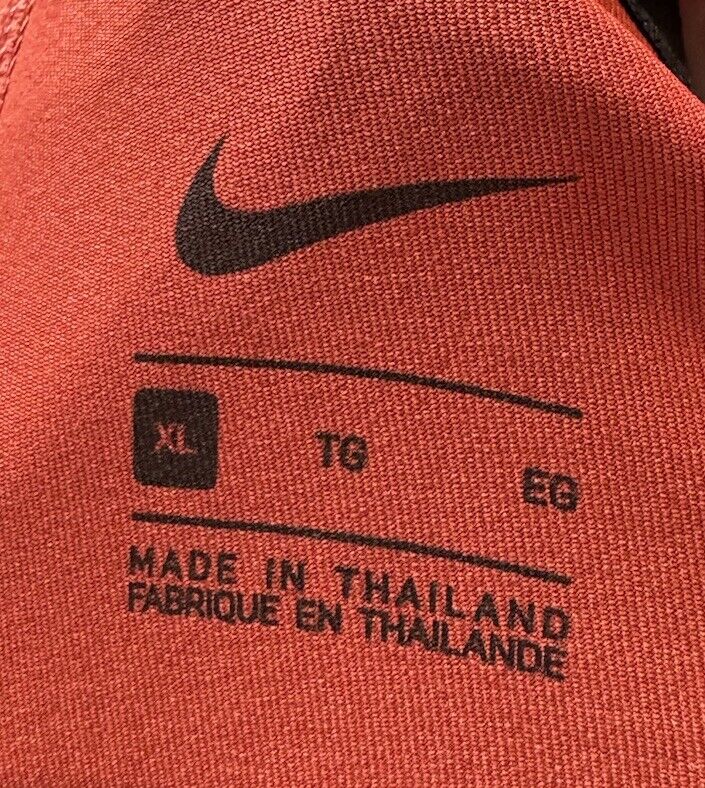 XL TG EG
MADE IN THAILAND
FABRIQUE EN THAILANDE